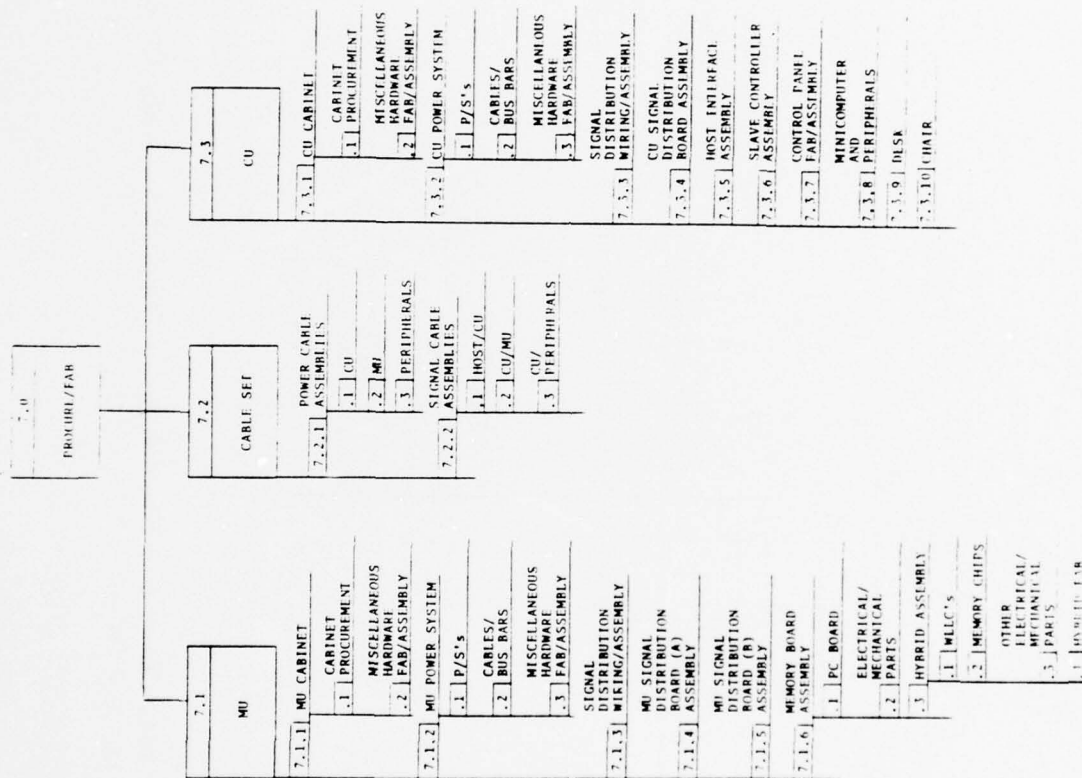 7.0
PROCURE/FAB
7.1
MU
7.1.1 MU CABINET
CABINET
.1 PROCUREMENT
MISCELLANEOUS
HARDWARE
.2 FAB/ASSEMBLY
7.1.2 MU POWER SYSTEM
.1 P/S's
CABLES/
.2 BUS BARS
MISCELLANEOUS
HARDWARE
.3 FAB/ASSEMBLY
SIGNAL
DISTRIBUTION
7.1.3 WIRING/ASSEMBLY
MU SIGNAL
DISTRIBUTION
BOARD (A)
7.1.4 ASSEMBLY
MU SIGNAL
DISTRIBUTION
BOARD (B)
7.1.5 ASSEMBLY
MEMORY BOARD
7.1.6 ASSEMBLY
.1 PC BOARD
ELECTRICAL/
MECHANICAL
.2 PARTS
.3 HYBRID ASSEMBLY
.1 WLLC's
.2 MEMORY CHIPS
OTHER
ELECTRICAL/
MECHANICAL
.3 PARTS
7.2
CABLE SET
POWER CABLE
7.2.1 ASSEMBLIES
.1 CU
.2 MU
.3 PERIPHERALS
SIGNAL CABLE
7.2.2 ASSEMBLIES
.1 HOST/CU
.2 CU/MU
CU/
.3 PERIPHERALS
7.3
CU
7.3.1 CU CABINET
CABINET
.1 PROCUREMENT
MISCELLANEOUS
HARDWARE
.2 FAB/ASSEMBLY
7.3.2 CU POWER SYSTEM
.1 P/S's
CABLES/
.2 BUS BARS
MISCELLANEOUS
HARDWARE
.3 FAB/ASSEMBLY
SIGNAL
DISTRIBUTION
7.3.3 WIRING/ASSEMBLY
CU SIGNAL
DISTRIBUTION
7.3.4 BOARD ASSEMBLY
HOST INTERFACE
7.3.5 ASSEMBLY
SLAVE CONTROLLER
7.3.6 ASSEMBLY
CONTROL PANEL
7.3.7 FAB/ASSEMBLY
MINICOMPUTER
AND
7.3.8 PERIPHERALS
7.3.9 DESK
7.3.10 CHAIR